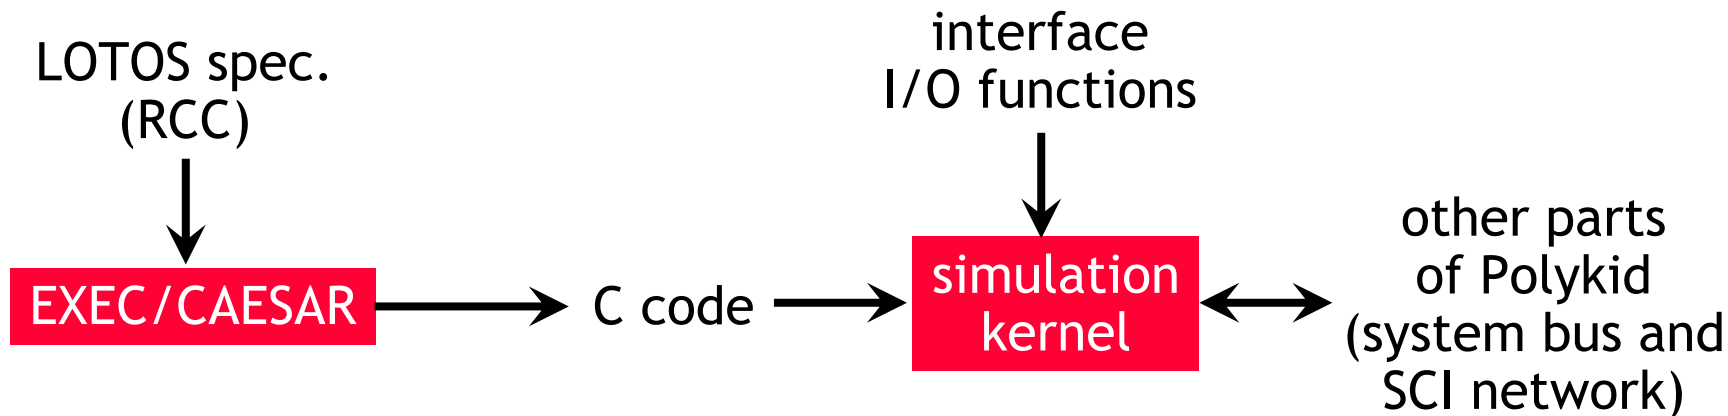 LOTOS spec.
(RCC)
EXEC/CAESAR
C code
interface
I/O functions
simulation
kernel
other parts
of Polykid
(system bus and
SCI network)